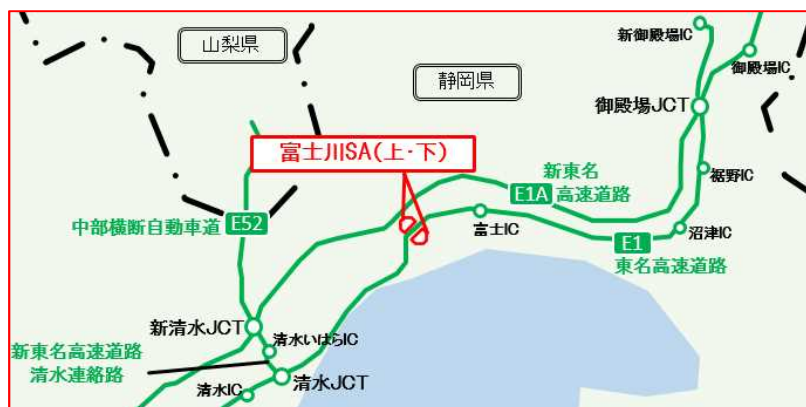 山梨県
静岡県
新御殿場IC
御殿場IC
御殿場JCT
富士川SA(上・下)
新東名
高速道路
E1A
裾野IC
中部横断自動車道
E52
富士IC
沼津IC
E1
東名高速道路
新清水JCT
清水いはらIC
新東名高速道路
清水連絡路
清水JCT
清水IC